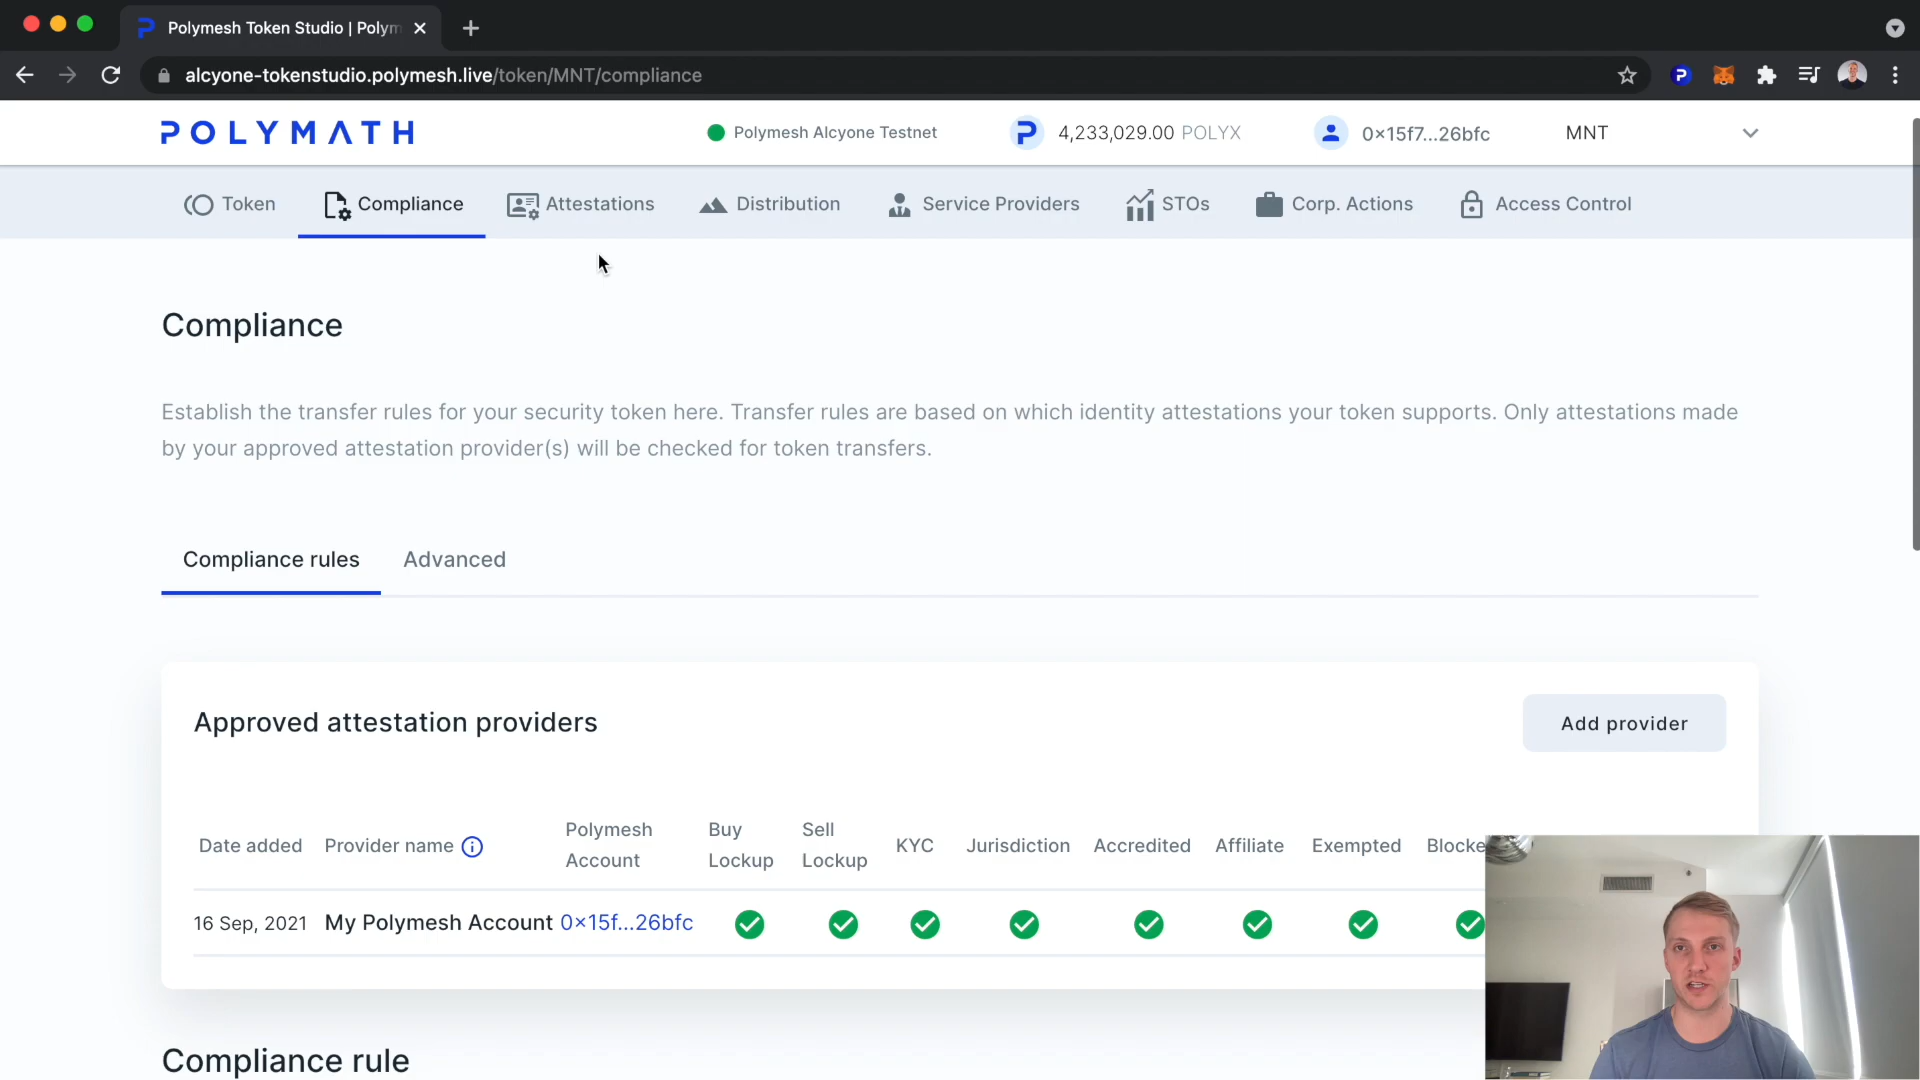 Polymesh Token Studio | Polym
alcyone-tokenstudio.polymesh.live/token/MNT/compliance
POLYMATH
Polymesh Alcyone Testnet
4,233,029.00 POLYX
0×15f7...26bfc
MNT
Token
Compliance
Attestations
Distribution
Service Providers
STOs
Corp. Actions
Access Control
Compliance
Establish the transfer rules for your security token here. Transfer rules are based on which identity attestations your token supports. Only attestations made
by your approved attestation provider(s) will be checked for token transfers.
Compliance rules
Advanced
Approved attestation providers
Add provider
Date added
Provider name
Polymesh
Account
Buy
Lockup
Sell
Lockup
KYC
Jurisdiction
Accredited
Affiliate
Exempted
Blocke
16 Sep, 2021
My Polymesh Account
0×15f...26bfc
Compliance rule